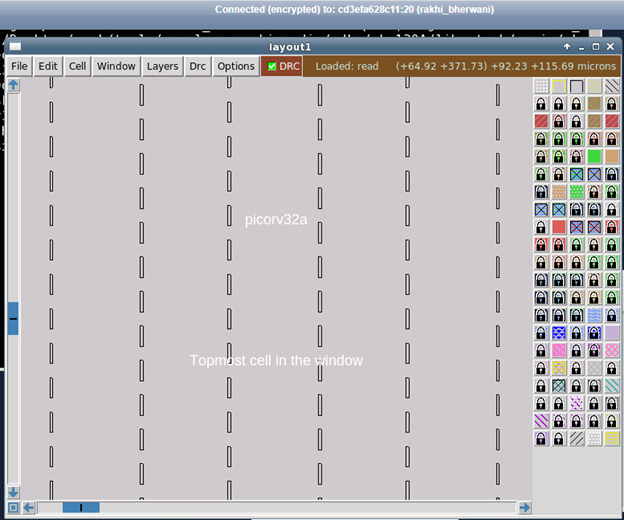 Connected (encrypted) to: cd3efa628c11:20 (rakhi_bherwani)
layout1
File Edit Cell Window Layers Drc Options DRC Loaded: read (+64.92 +371.73) +92.23 +115.69 microns
picorv32a
Topmost cell in the window